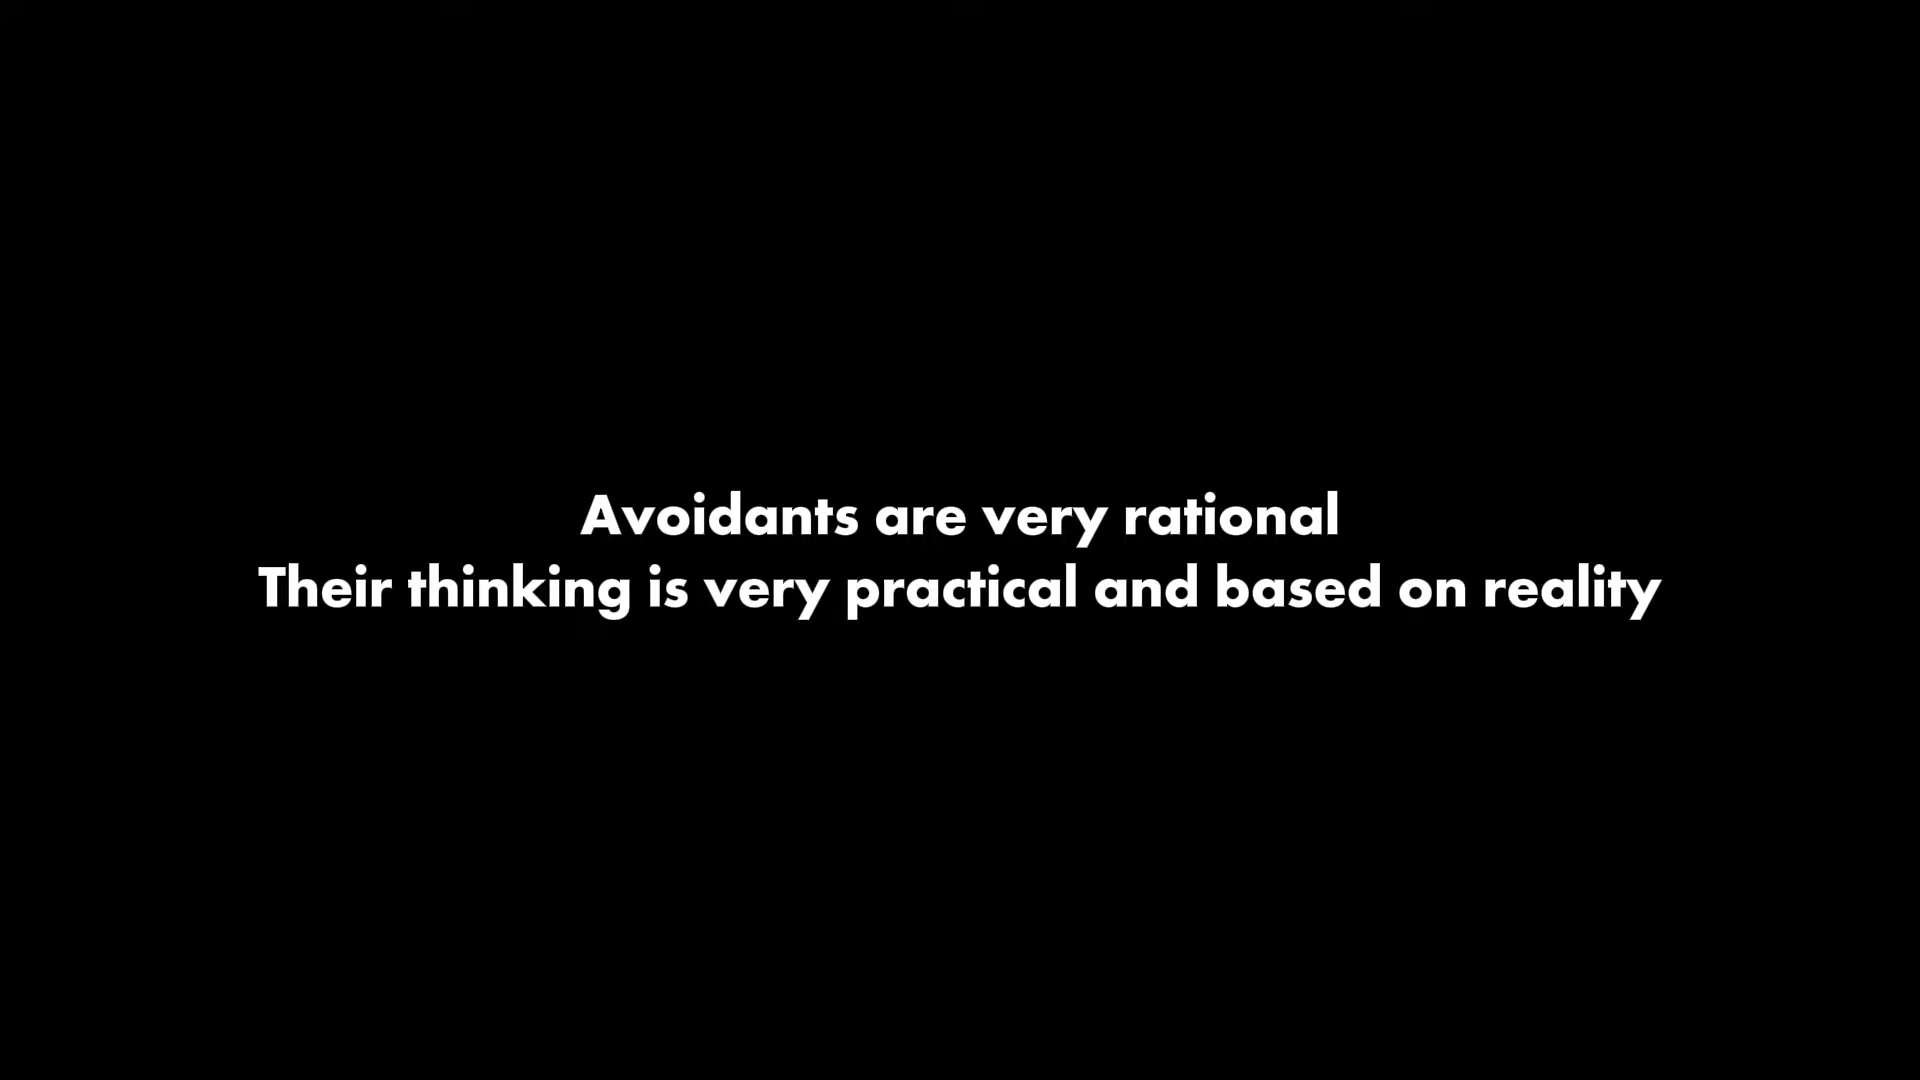 Avoidants are very rational
Their thinking is very practical and based on reality